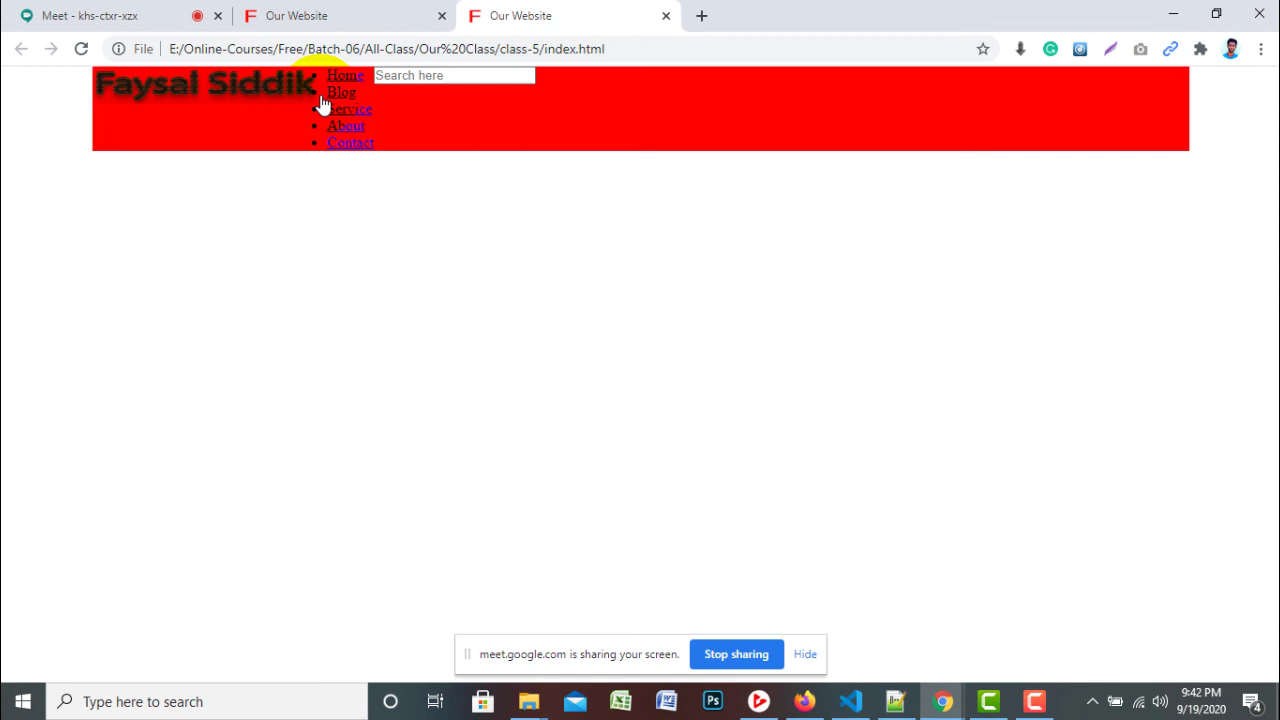 Meet - khs-ctxr-xzx
Our Website
Our Website
File
E:/Online-Courses/Free/Batch-06/All-Class/Our%20Class/class-5/index.html
Faysal Siddik
Home
Search here
Blog
Service
About
Contact
meet.google.com is sharing your screen.
Stop sharing
Hide
Type here to search
9:42 PM
9/19/2020
4